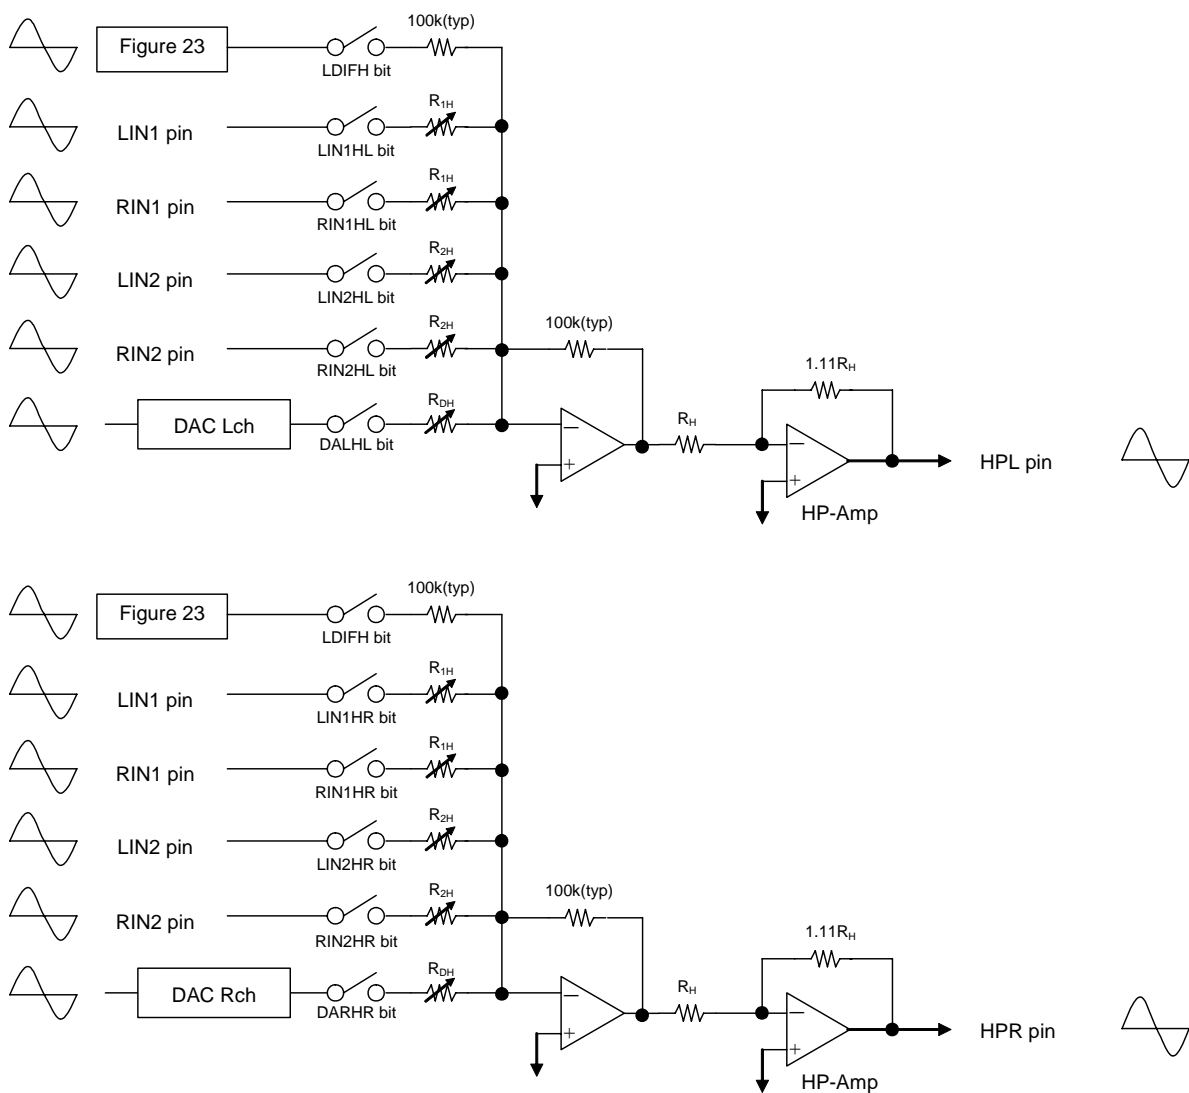 100k(typ)
Figure 23
LDIFH bit
R1H
LIN1 pin
LIN1HL bit
R1H
RIN1 pin
RIN1HL bit
R2H
LIN2 pin
LIN2HL bit
R2H
100k(typ)
RIN2 pin
RIN2HL bit
1.11RH
RDH
DAC Lch
DALHL bit
−
RH
−
+
HPL pin
+
HP-Amp
100k(typ)
Figure 23
LDIFH bit
R1H
LIN1 pin
LIN1HR bit
R1H
RIN1 pin
RIN1HR bit
R2H
LIN2 pin
LIN2HR bit
R2H
100k(typ)
RIN2 pin
RIN2HR bit
1.11RH
RDH
DAC Rch
DARHR bit
−
RH
−
+
HPR pin
+
HP-Amp